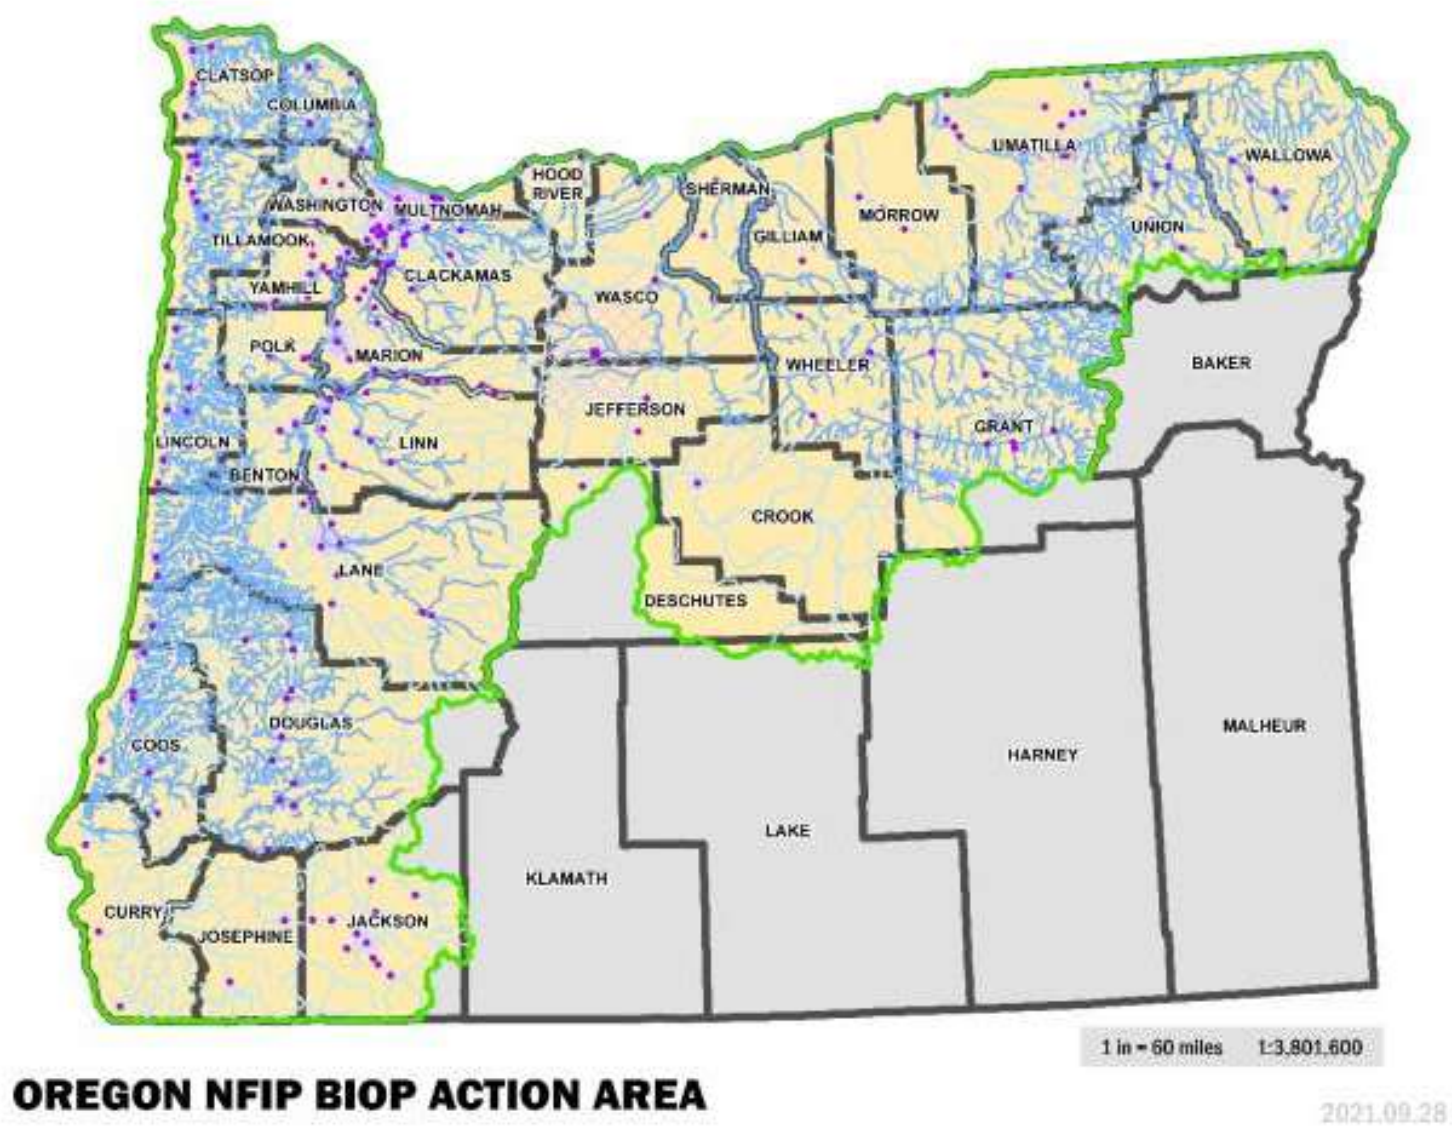 CLATSOP
COLUMBIA
HOOD
RIVER
WASHINGTON
MULTNOMAH
SHERMAN
UMATILLA
WALLOWA
TILLAMOOK
GILLIAM
MORROW
UNION
YAMHILL
CLACKAMAS
WASCO
POLK
MARION
WHEELER
BAKER
JEFFERSON
LINCOLN
LINN
GRANT
BENTON
CROOK
LANE
DESCHUTES
DOUGLAS
COOS
HARNEY
MALHEUR
LAKE
KLAMATH
CURRY
JOSEPHINE
JACKSON
1 in = 60 miles 1:3,801,600
OREGON NFIP BIOP ACTION AREA
2021.09.28